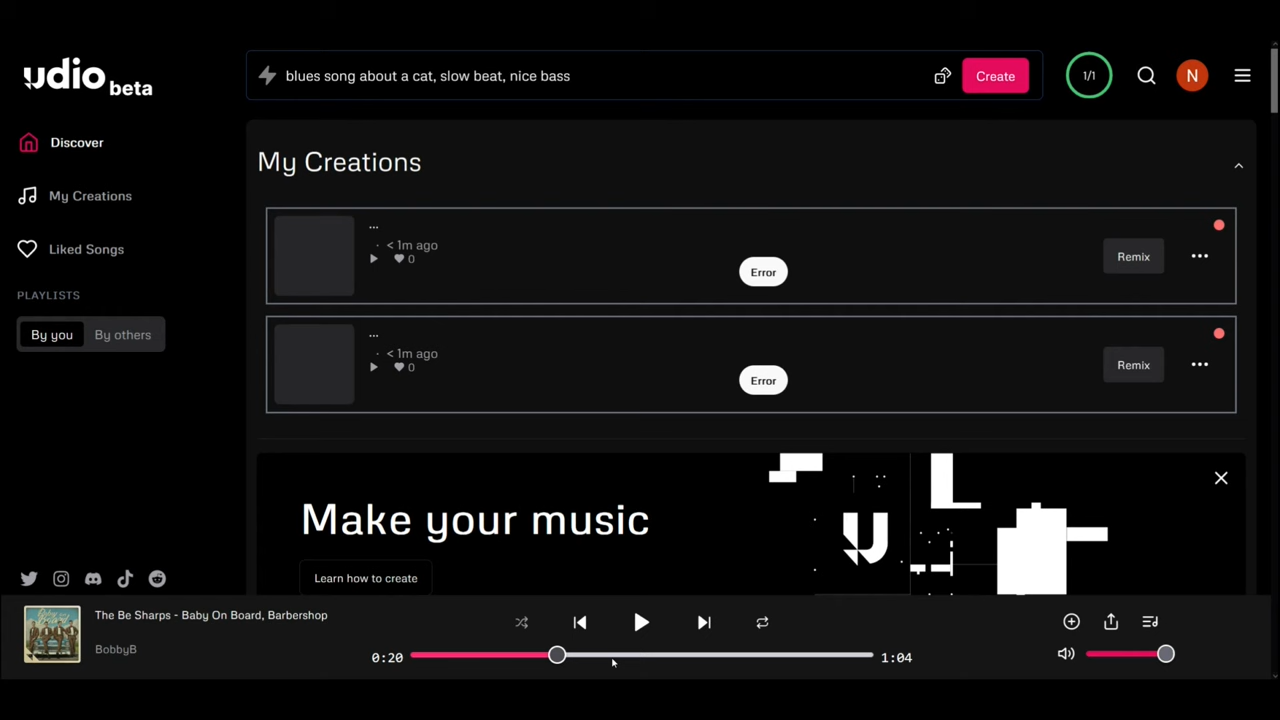 udio beta
blues song about a cat, slow beat, nice bass
Create
1/1
N
Discover
My Creations
Liked Songs
PLAYLISTS
By you
By others
My Creations
...
· < 1m ago
0
Error
Remix
...
· < 1m ago
0
Error
Remix
Make your music
Learn how to create
The Be Sharps - Baby On Board, Barbershop
BobbyB
0:20
1:04